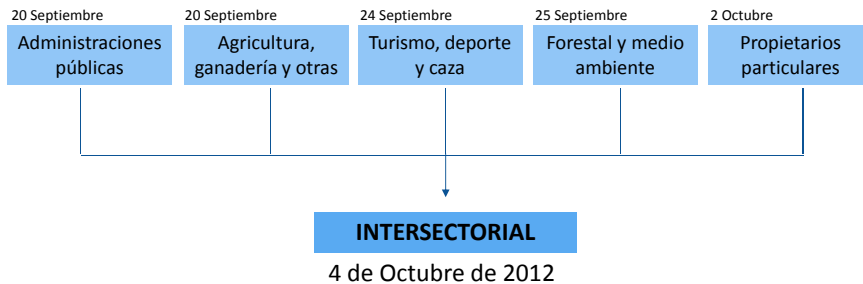 20 Septiembre
Administraciones
públicas
20 Septiembre
Agricultura,
ganadería y otras
24 Septiembre
Turismo, deporte
y caza
25 Septiembre
Forestal y medio
ambiente
2 Octubre
Propietarios
particulares
INTERSECTORIAL
4 de Octubre de 2012